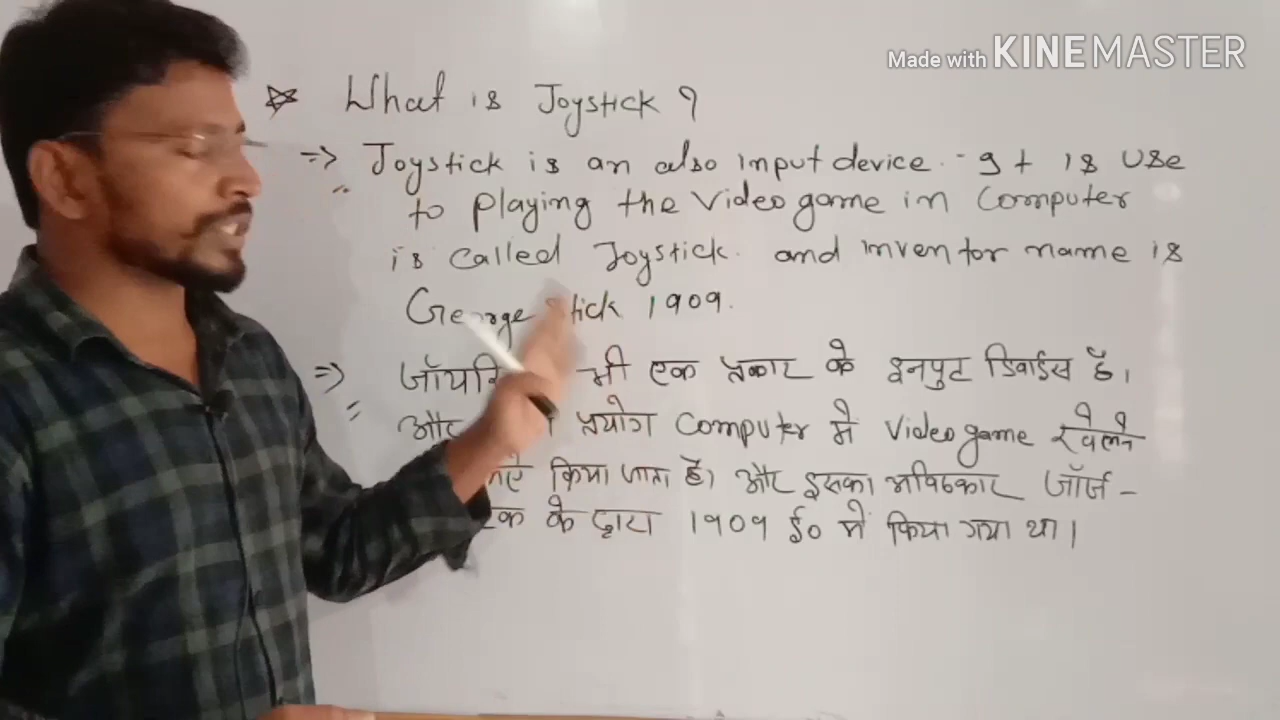 Made with KINEMASTER
What is Joystick ?
Joystick is an also input device. It is use
to playing the Video game in Computer
is called Joystick. and inventor name is
George Stick 1909.
भी एक प्रकार के इनपुट डिवाईस है।
और प्रयोग Computer में Video game खेलने
किया जाता है। और इसका अविष्कार जॉर्ज -
के द्वारा 1909 ई० में किया गया था।